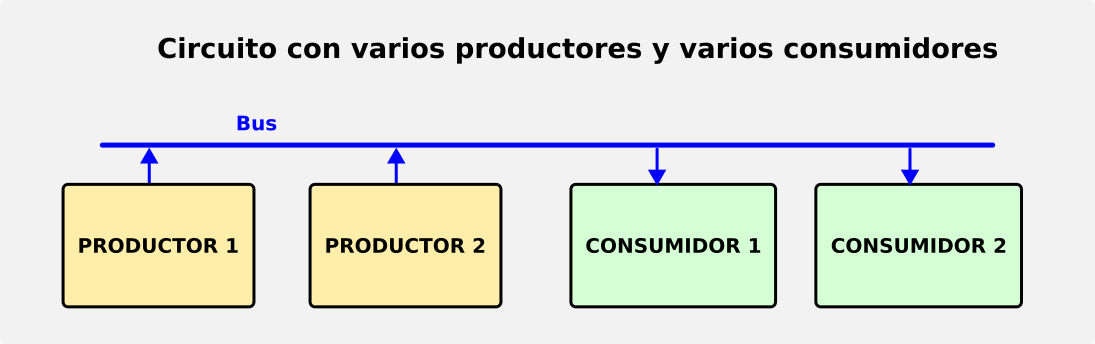 Circuito con varios productores y varios consumidores
Bus
PRODUCTOR 1
PRODUCTOR 2
CONSUMIDOR 1
CONSUMIDOR 2